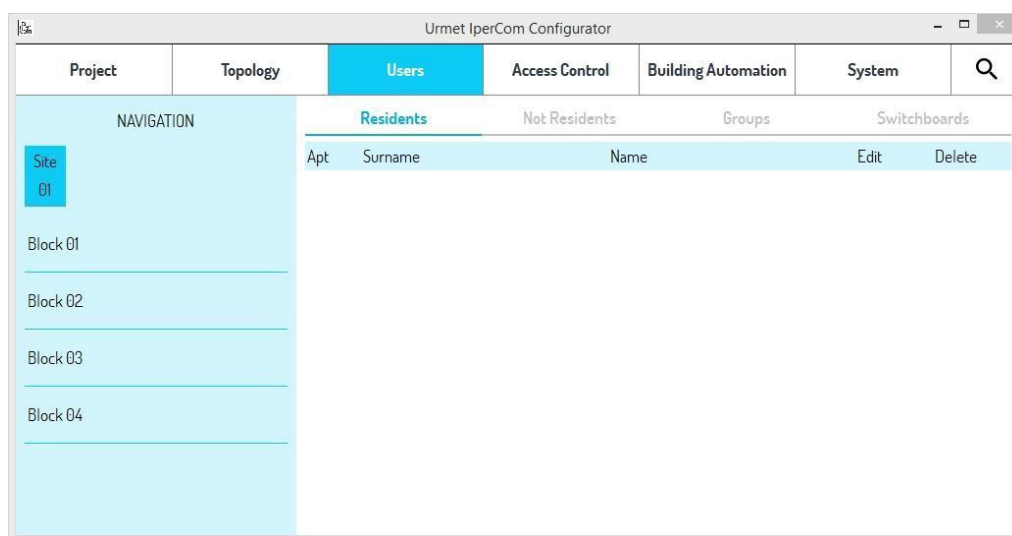 Urmet IperCom Configurator
Project Topology Users Access Control Building Automation System
NAVIGATION
Residents Not Residents Groups Switchboards
Apt Surname Name Edit Delete
Site
01
Block 01
Block 02
Block 03
Block 04